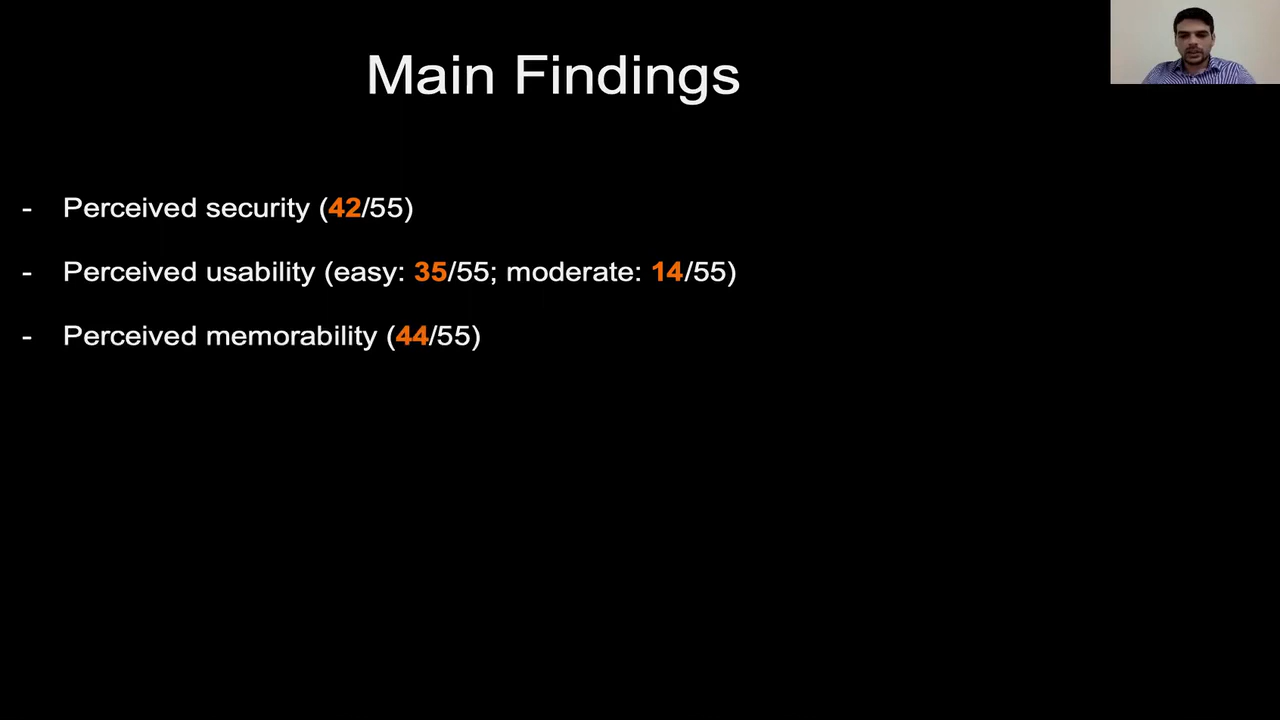 Main Findings
- Perceived security (42/55)
- Perceived usability (easy: 35/55; moderate: 14/55)
- Perceived memorability (44/55)